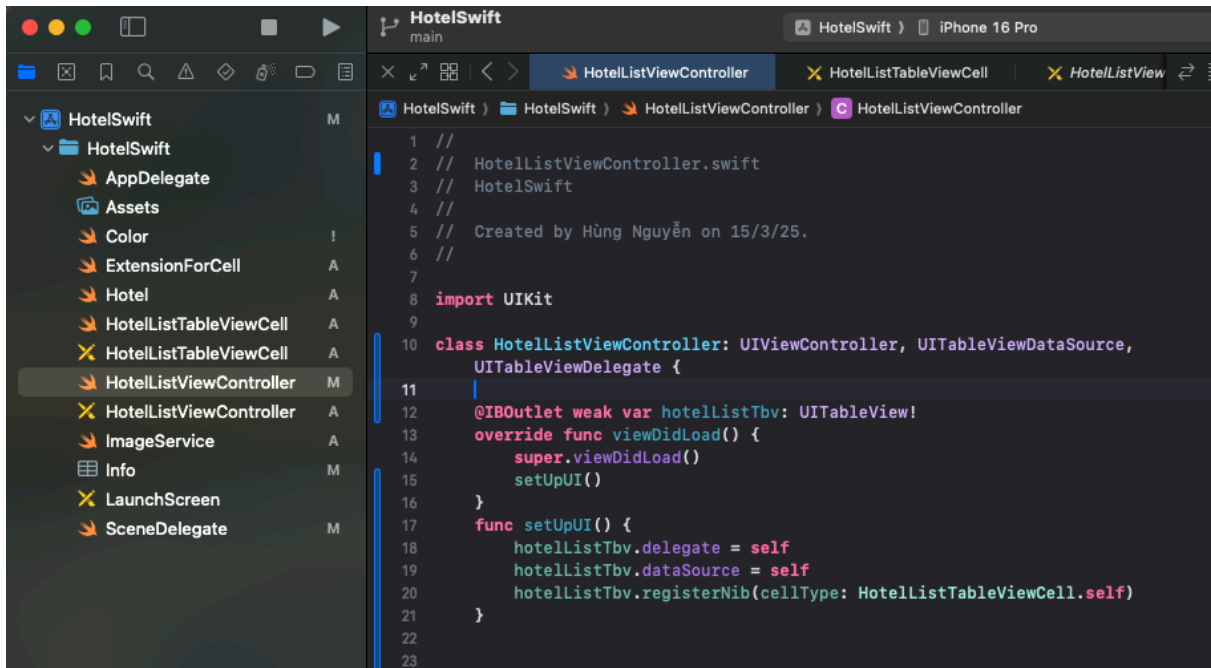 HotelSwift
main
HotelSwift 〉 iPhone 16 Pro
HotelListViewController
HotelListTableViewCell
HotelListView
HotelSwift 〉 HotelSwift 〉 HotelListViewController 〉 C HotelListViewController
HotelSwift M
HotelSwift
AppDelegate
Assets
Color !
ExtensionForCell A
Hotel A
HotelListTableViewCell A
HotelListTableViewCell A
HotelListViewController M
HotelListViewController A
ImageService A
Info M
LaunchScreen
SceneDelegate M
1 //
2 //  HotelListViewController.swift
3 //  HotelSwift
4 //
5 //  Created by Hùng Nguyễn on 15/3/25.
6 //
7
8 import UIKit
9
10 class HotelListViewController: UIViewController, UITableViewDataSource,
UITableViewDelegate {
11
12     @IBOutlet weak var hotelListTbv: UITableView!
13     override func viewDidLoad() {
14         super.viewDidLoad()
15         setUpUI()
16     }
17     func setUpUI() {
18         hotelListTbv.delegate = self
19         hotelListTbv.dataSource = self
20         hotelListTbv.registerNib(cellType: HotelListTableViewCell.self)
21     }
22
23